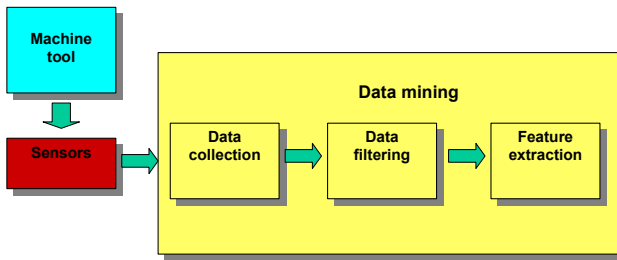 Machine
tool
Sensors
Data mining
Data
collection
Data
filtering
Feature
extraction